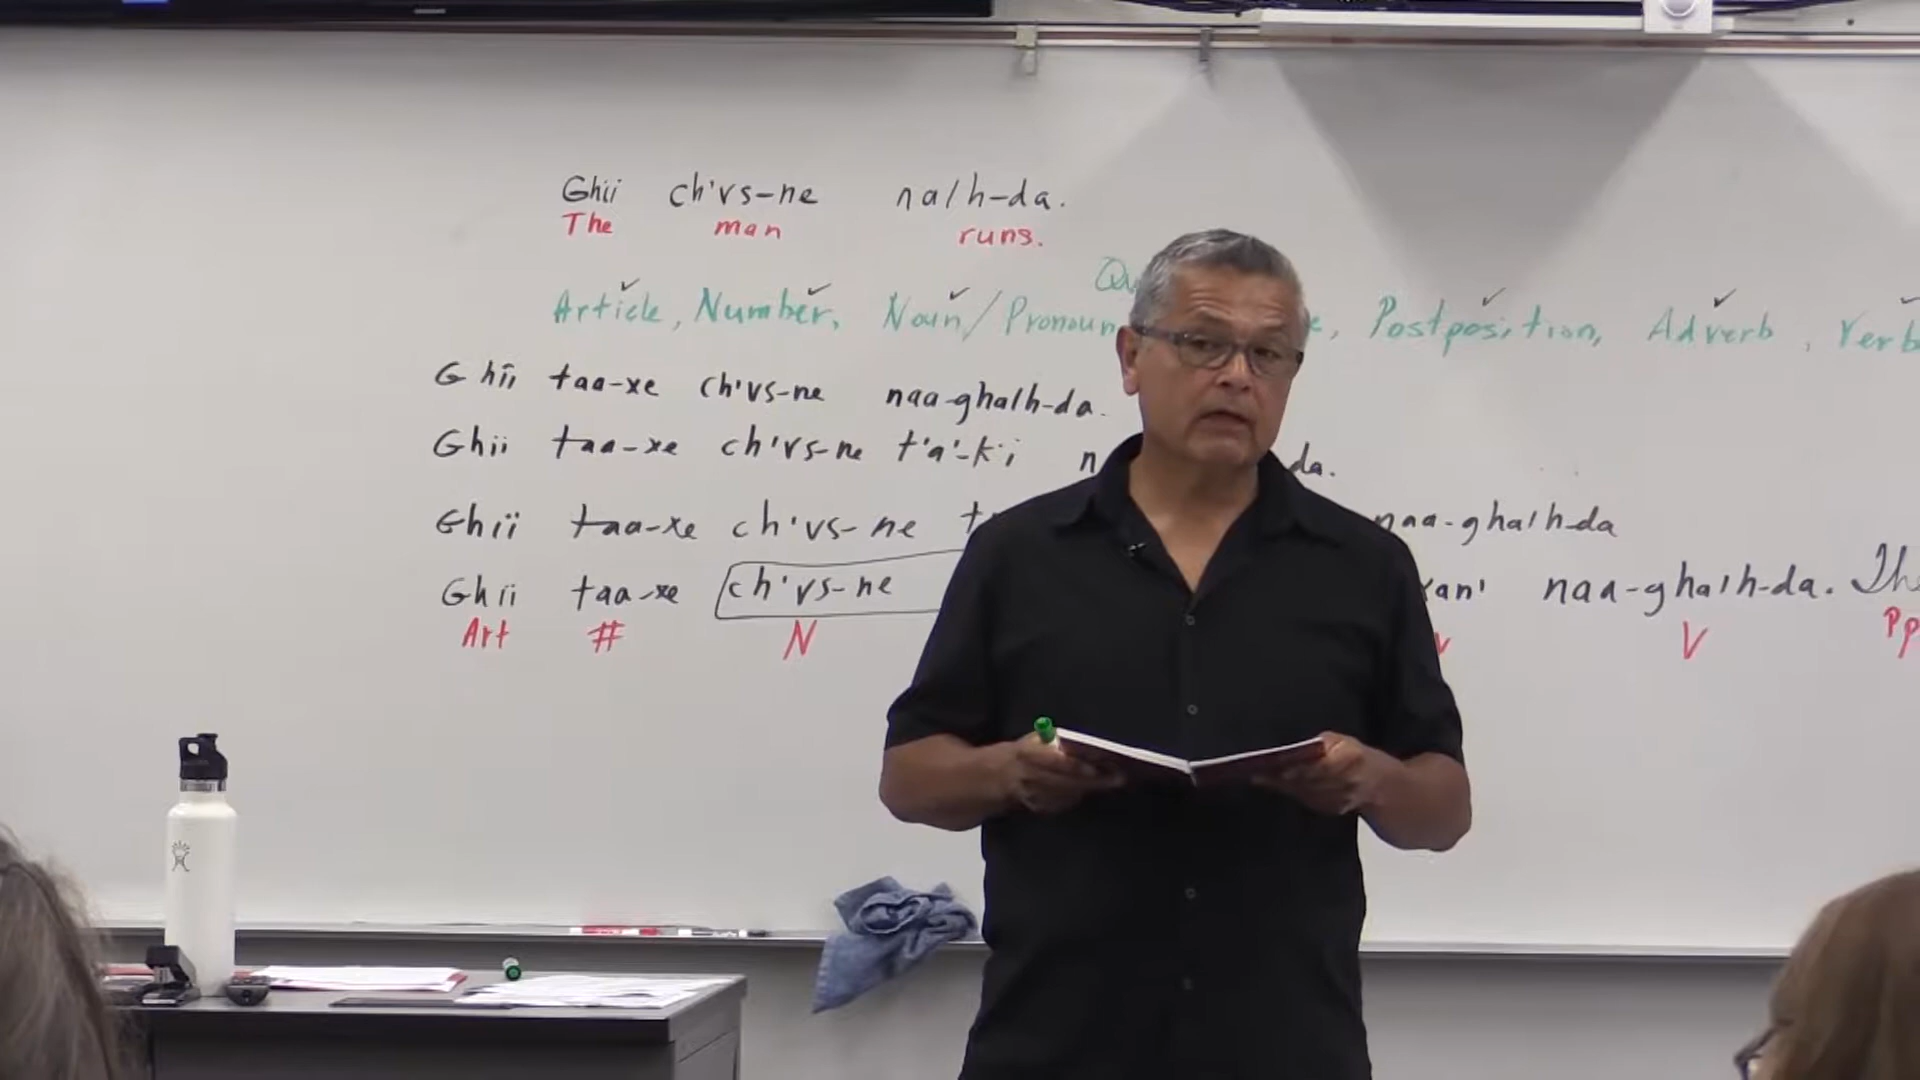 Ghii ch'vs-ne nalh-da.
The man runs.
Article, Number, Noun/Pronoun Postposition, Adverb, Verb
Ghii taa-xe ch'vs-ne naa-ghalh-da.
Ghii taa-xe ch'vs-ne t'a'-k'i da.
Ghii taa-xe ch'vs-ne naa-ghalh-da
Ghii taa-xe ch'vs-ne naa-ghalh-da.
Art # N V